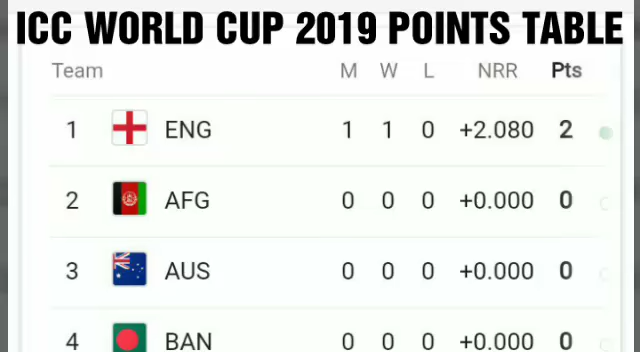 ICC WORLD CUP 2019 POINTS TABLE
Team M W L NRR Pts
1 ENG 1 1 0 +2.080 2
2 AFG 0 0 0 +0.000 0
3 AUS 0 0 0 +0.000 0
4 BAN 0 0 0 +0.000 0